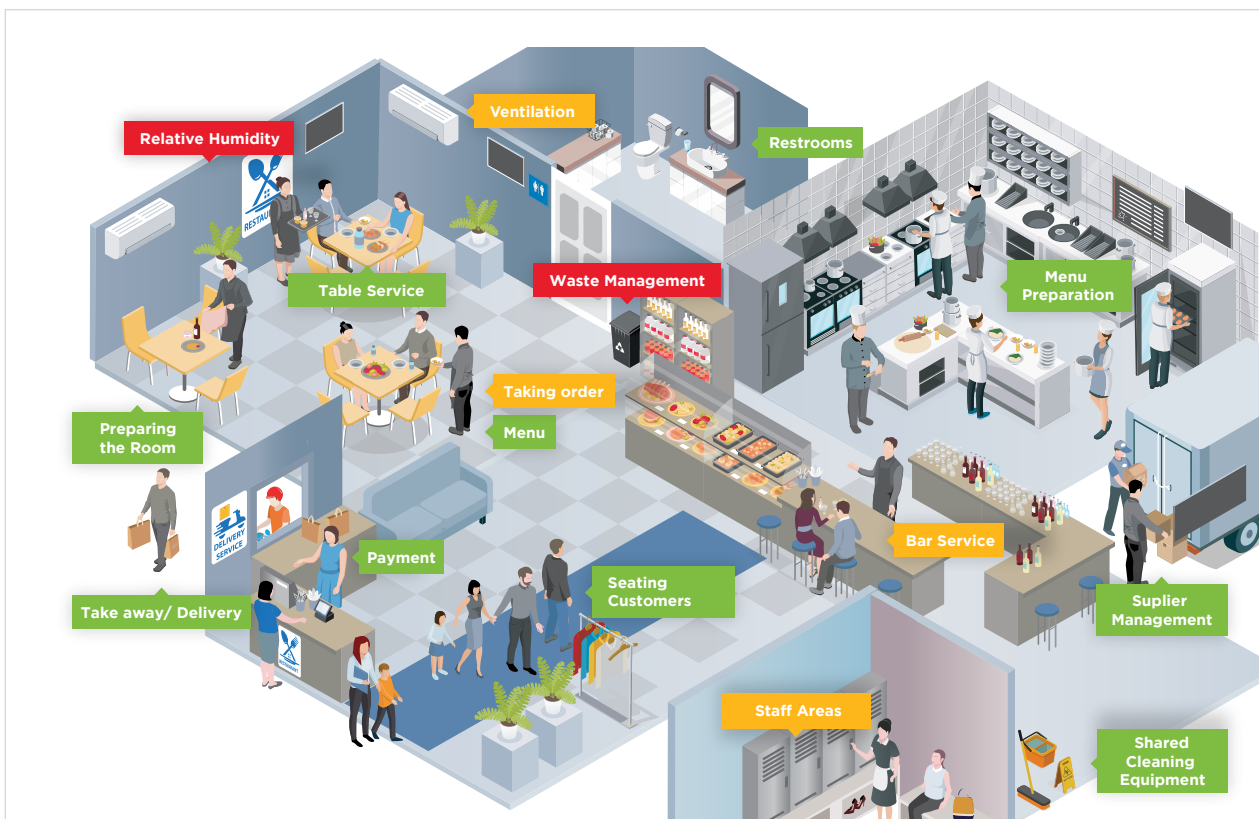 Ventilation
Relative Humidity
Restrooms
RESTAU
Waste Management
Menu
Preparation
Table Service
Taking order
Menu
Preparing
the Room
DELIVERY
SERVICE
Payment
Bar Service
Seating
Customers
Take away/ Delivery
Suplier
Management
RESTAURANT
Staff Areas
Shared
Cleaning
Equipment